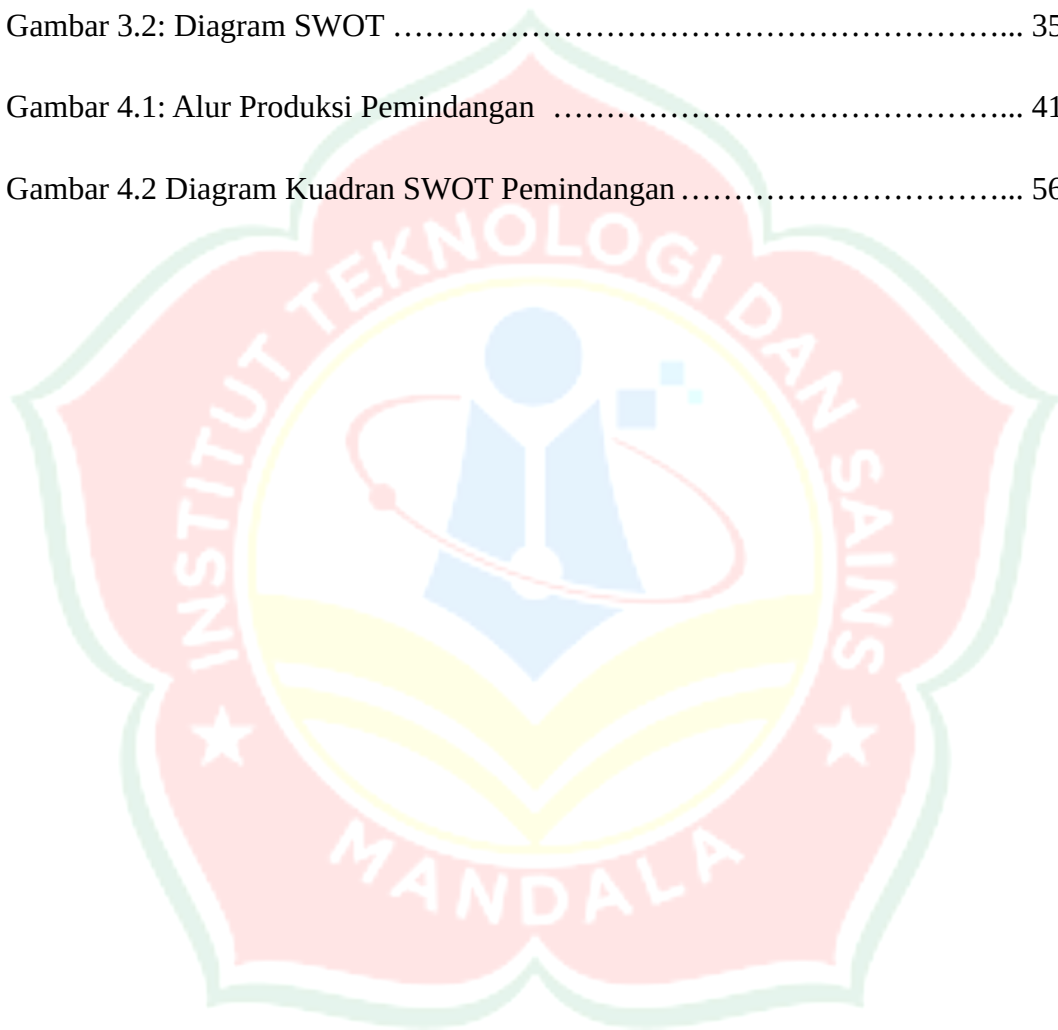 Gambar 3.2: Diagram SWOT …………………………………………………... 35
Gambar 4.1: Alur Produksi Pemindangan ……………………………………... 41
Gambar 4.2 Diagram Kuadran SWOT Pemindangan ………………………….. 56
INSTITUT TEKNOLOGI DAN SAINS
MANDALA